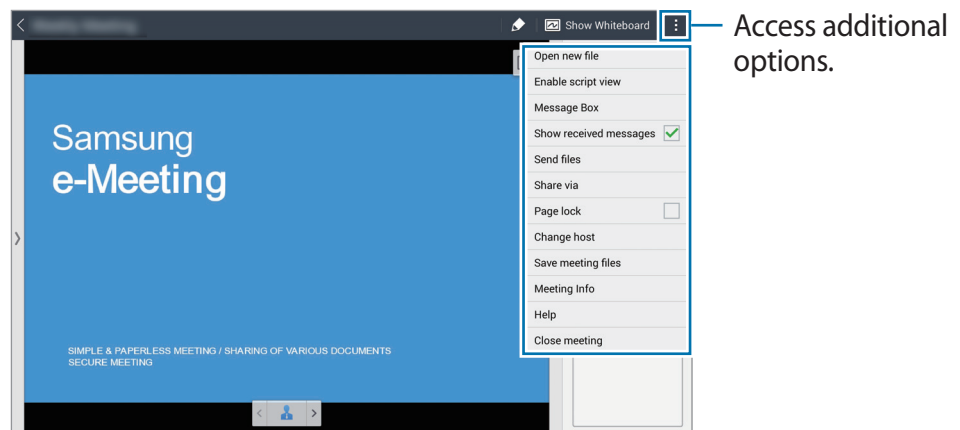 Show Whiteboard
Access additional
options.
Open new file
Enable script view
Message Box
Show received messages
Send files
Share via
Page lock
Change host
Save meeting files
Meeting Info
Help
Close meeting
Samsung
e-Meeting
SIMPLE & PAPERLESS MEETING / SHARING OF VARIOUS DOCUMENTS
SECURE MEETING